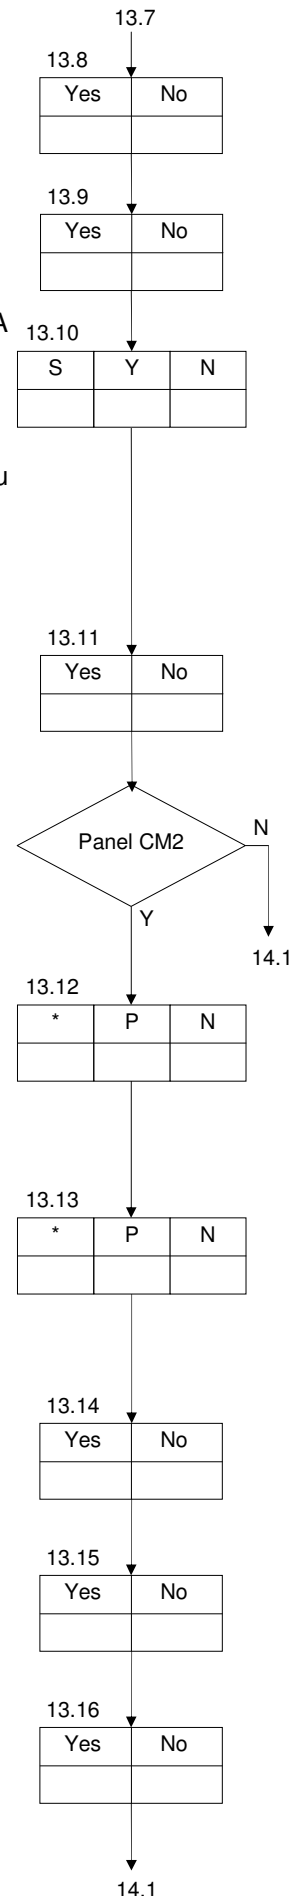 13.7
13.8
Yes No
13.9
Yes No
A
13.10
S Y N
u
13.11
Yes No
Panel CM2
N
Y
14.1
13.12
* P N
13.13
* P N
13.14
Yes No
13.15
Yes No
13.16
Yes No
14.1